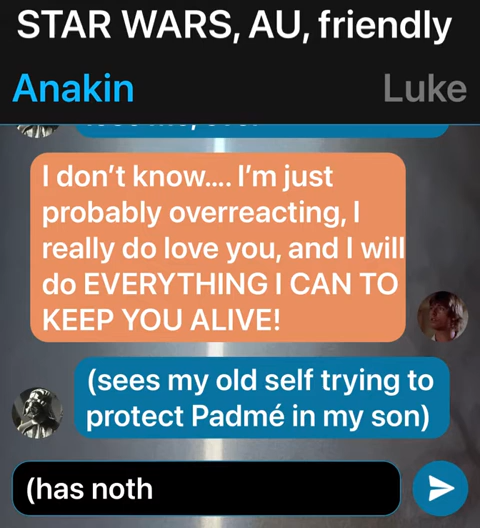 STAR WARS, AU, friendly
Anakin
Luke
I don't know.... I'm just
probably overreacting, I
really do love you, and I will
do EVERYTHING I CAN TO
KEEP YOU ALIVE!
(sees my old self trying to
protect Padmé in my son)
(has noth